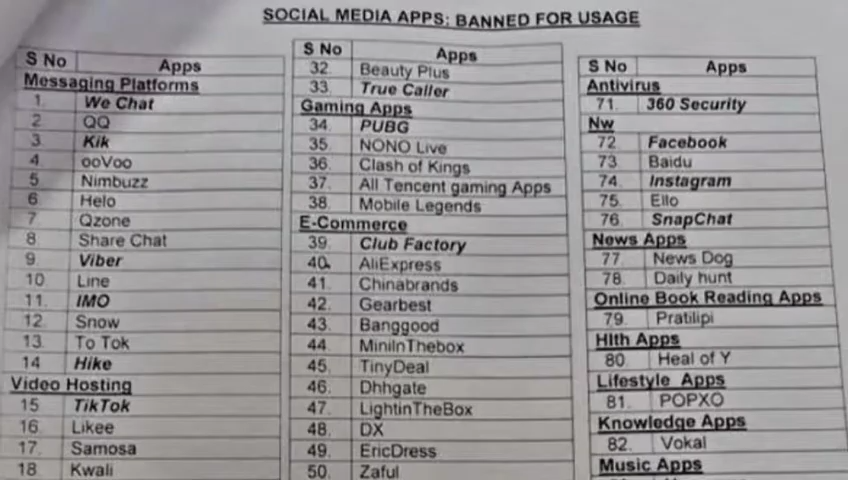 SOCIAL MEDIA APPS: BANNED FOR USAGE
S No Apps
Messaging Platforms
1. We Chat
2 QQ
3. Kik
4. ooVoo
5 Nimbuzz
6 Helo
7. Qzone
8 Share Chat
9. Viber
10 Line
11. IMO
12. Snow
13. To Tok
14 Hike
Video Hosting
15 TikTok
16. Likee
17. Samosa
18. Kwali
S No Apps
32. Beauty Plus
33. True Caller
Gaming Apps
34. PUBG
35. NONO Live
36. Clash of Kings
37. All Tencent gaming Apps
38. Mobile Legends
E-Commerce
39. Club Factory
40. AliExpress
41. Chinabrands
42. Gearbest
43. Banggood
44. MiniInThebox
45. TinyDeal
46. Dhhgate
47. LightinTheBox
48. DX
49. EricDress
50. Zaful
S No Apps
Antivirus
71. 360 Security
Nw
72. Facebook
73. Baidu
74. Instagram
75. Ello
76. SnapChat
News Apps
77. News Dog
78. Daily hunt
Online Book Reading Apps
79. Pratilipi
Hlth Apps
80. Heal of Y
Lifestyle Apps
81. POPXO
Knowledge Apps
82. Vokal
Music Apps